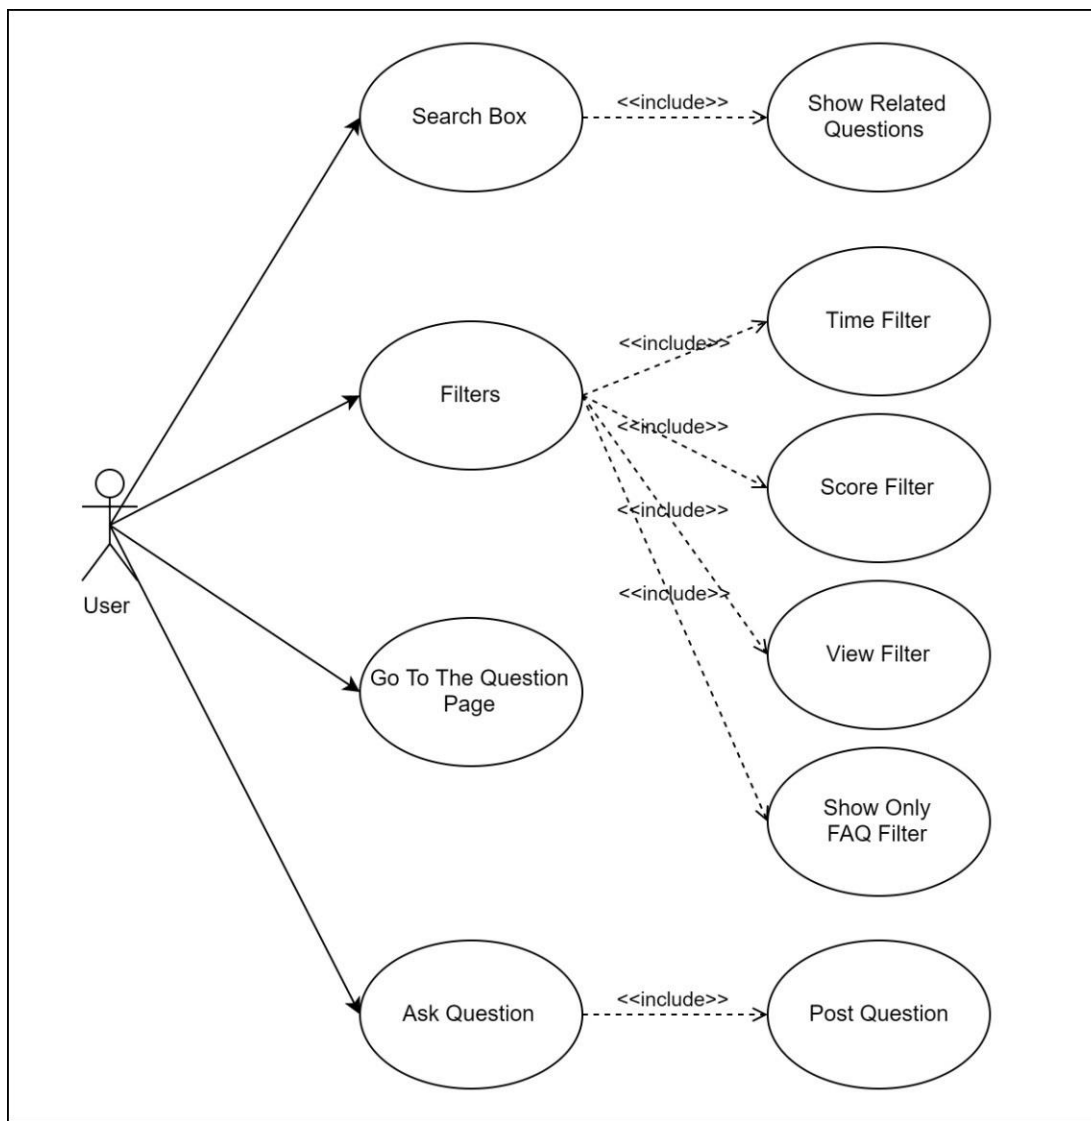 Search Box
<<include>>
Show Related
Questions
Filters
<<include>>
Time Filter
<<include>>
Score Filter
<<include>>
View Filter
<<include>>
Show Only
FAQ Filter
User
Go To The Question
Page
Ask Question
<<include>>
Post Question